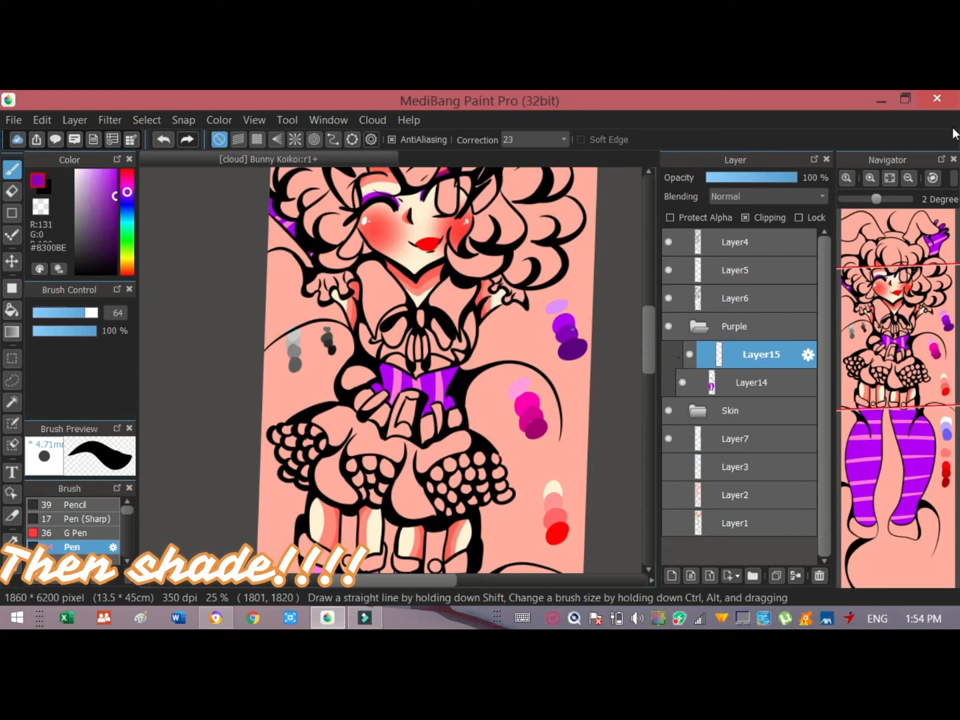 MediBang Paint Pro (32bit)
File Edit Layer Filter Select Snap Color View Tool Window Cloud Help
AntiAliasing Correction 23 Soft Edge
Color
[cloud] Bunny Koikoi::r1+
Layer
Navigator
Opacity 100 %
Blending Normal
2 Degree
R:131
G:0
#8300BE
Protect Alpha Clipping Lock
Layer4
Layer5
Layer6
Purple
Layer15
Layer14
Skin
Layer7
Layer3
Layer2
Layer1
Brush Control
64
100 %
Brush Preview
4.71m
Brush
39 Pencil
17 Pen (Sharp)
36 G Pen
Pen
Then shade!!!!
1860 * 6200 pixel (13.5 * 45cm) 350 dpi 25 % (1801, 1820) Draw a straight line by holding down Shift, Change a brush size by holding down Ctrl, Alt, and dragging
ENG 1:54 PM